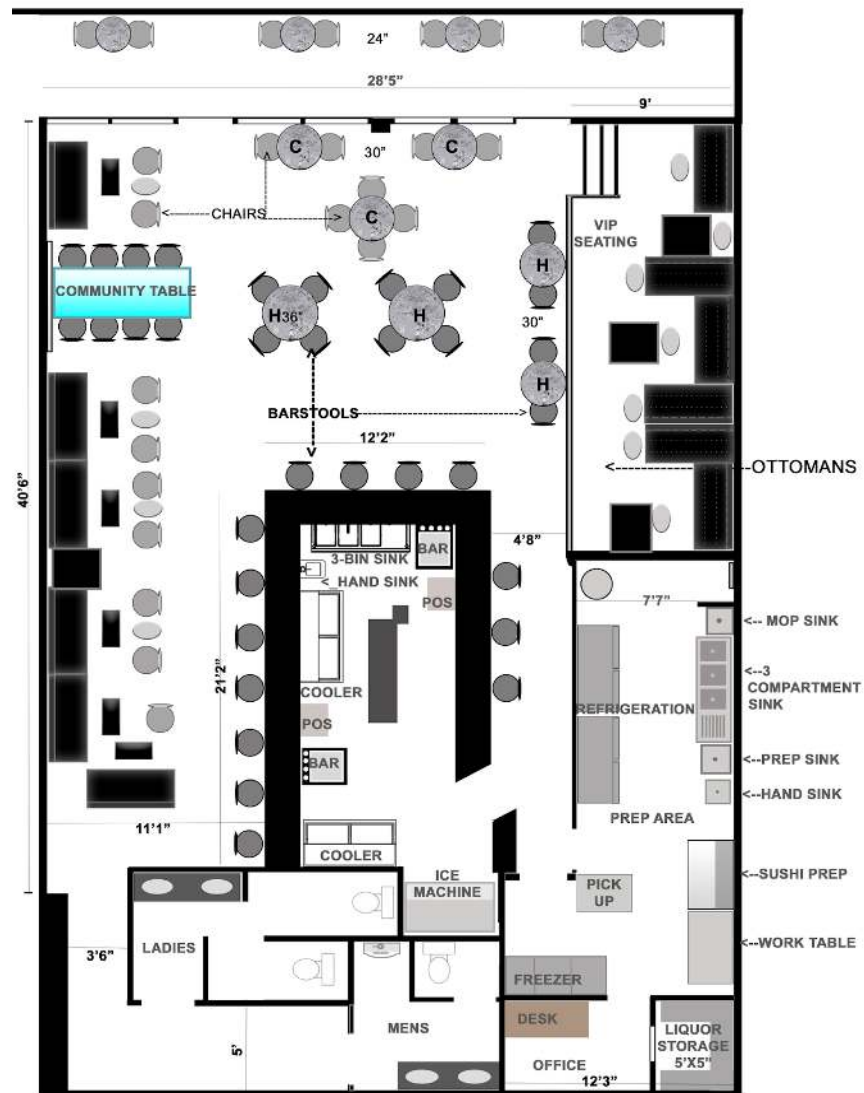 24"
28'5"
9'
C
C
30"
CHAIRS
C
VIP
SEATING
COMMUNITY TABLE
H
H36"
H
30"
H
BARSTOOLS
12'2"
<----------OTTOMANS
40'6"
4'8"
3-BIN SINK
BAR
< HAND SINK
POS
7'7"
<-- MOP SINK
<--3
COMPARTMENT
SINK
21'2"
COOLER
REFRIGERATION
POS
BAR
<-PREP SINK
<--HAND SINK
PREP AREA
11'1"
COOLER
ICE
MACHINE
PICK
UP
<--SUSHI PREP
LADIES
3'6"
<--WORK TABLE
FREEZER
MENS
DESK
OFFICE
LIQUOR
STORAGE
5'X5"
5'
12'3"